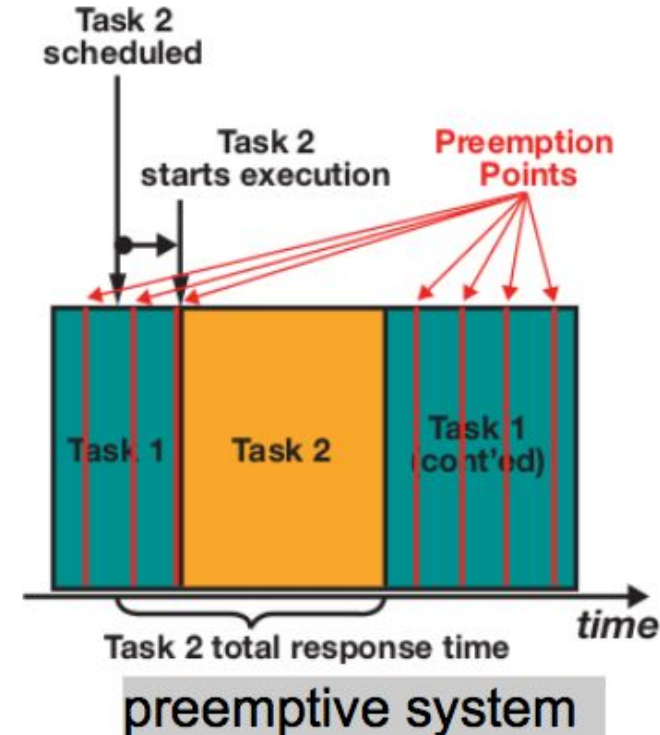 Task 2
scheduled
Task 2
starts execution
Preemption
Points
Task 1
Task 2
Task 1
(cont'ed)
time
Task 2 total response time
preemptive system